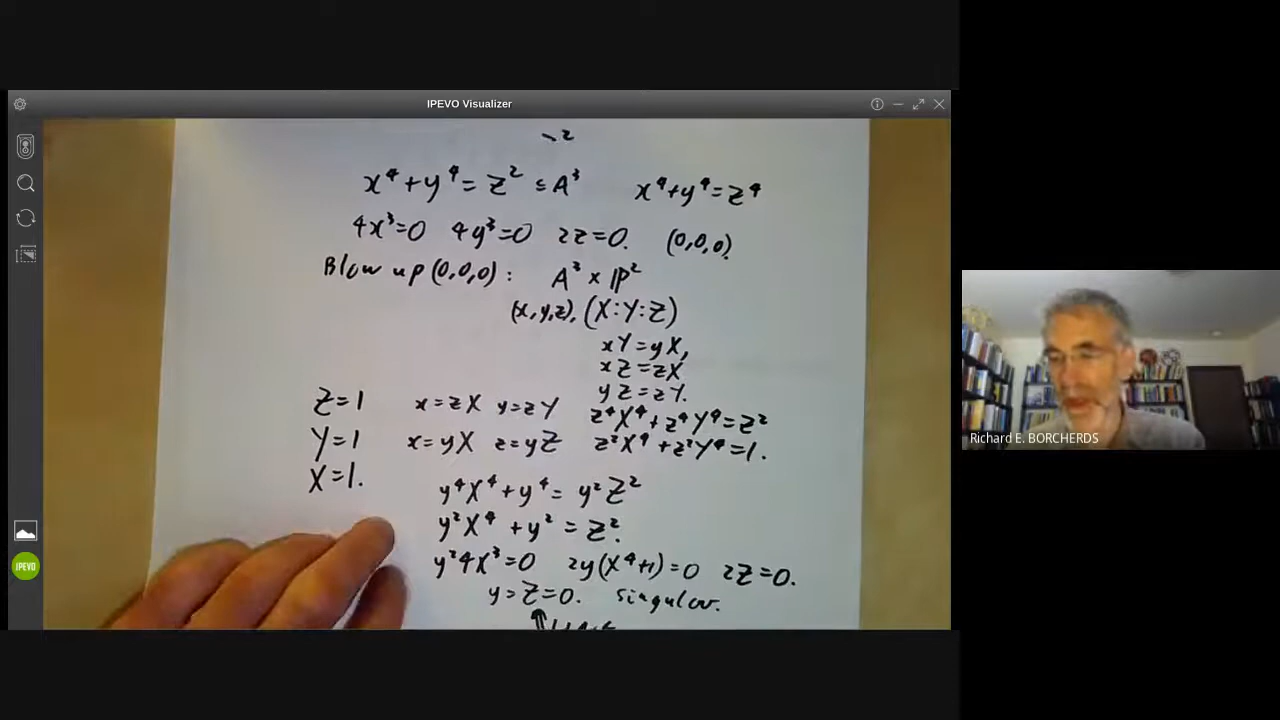 IPEVO Visualizer
x⁴+y⁴=z² ⊆ A³ x⁴+y⁴=z⁴
4x³=0 4y³=0 2z=0. (0,0,0).
Blow up (0,0,0): A³ × P²
(x,y,z), (X:Y:Z)
xY=yX,
xZ=zX
yZ=zY.
Z=1 x=zX y=zY z⁴X⁴+z⁴Y⁴=z²
Y=1 x=yX z=yZ z²X⁴+z²Y⁴=1.
X=1.
y⁴X⁴+y⁴= y²Z²
y²X⁴+y²=Z².
y²4X³=0 2y(X⁴+1)=0 2Z=0.
y=Z=0. singular.
Richard E. BORCHERDS
IPEVO